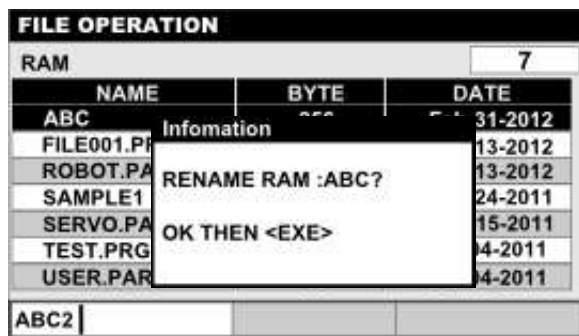 FILE OPERATION
RAM 7
NAME BYTE DATE
ABC 31-2012
FILE001.PR 13-2012
ROBOT.PA 13-2012
SAMPLE1 24-2011
SERVO.PA 15-2011
TEST.PRG 04-2011
USER.PAR 04-2011
Infomation
RENAME RAM :ABC?
OK THEN <EXE>
ABC2